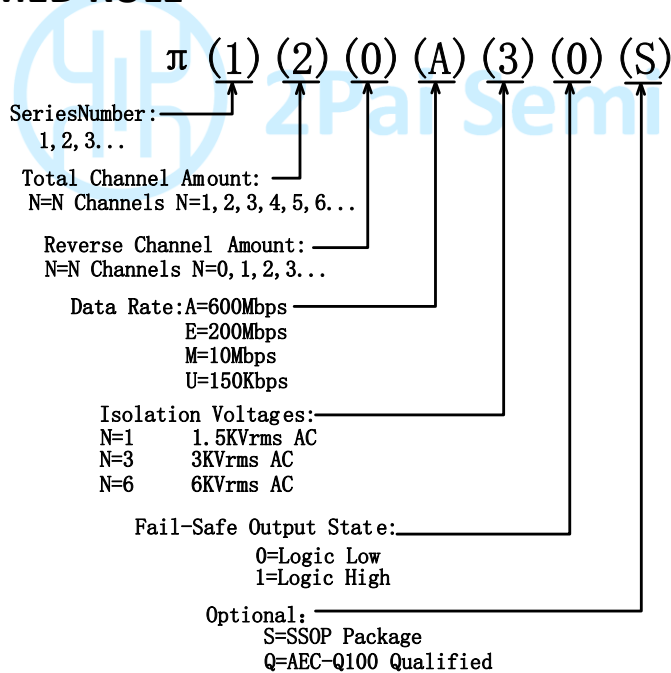 π (1) (2) (0) (A) (3) (0) (S)
2Pai Semi
SeriesNumber:
1, 2, 3...
Total Channel Amount:
N=N Channels N=1, 2, 3, 4, 5, 6...
Reverse Channel Amount:
N=N Channels N=0, 1, 2, 3...
Data Rate:A=600Mbps
E=200Mbps
M=10Mbps
U=150Kbps
Isolation Voltages:
N=1 1.5KVrms AC
N=3 3KVrms AC
N=6 6KVrms AC
Fail-Safe Output State:
0=Logic Low
1=Logic High
Optional:
S=SSOP Package
Q=AEC-Q100 Qualified